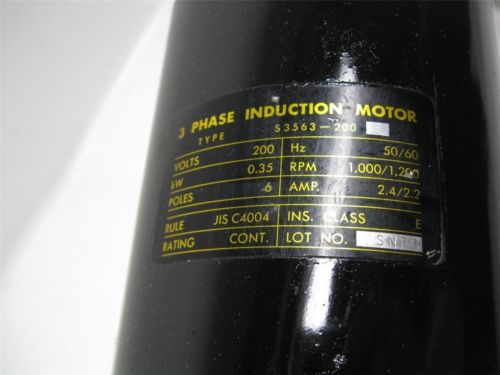 3 PHASE INDUCTION MOTOR
TYPE S3563-200
VOLTS 200 Hz 50/60
kW 0.35 RPM 1,000/1,200
POLES 6 AMP. 2.4/2.2
RULE JIS C4004 INS. CLASS E
RATING CONT. LOT NO.